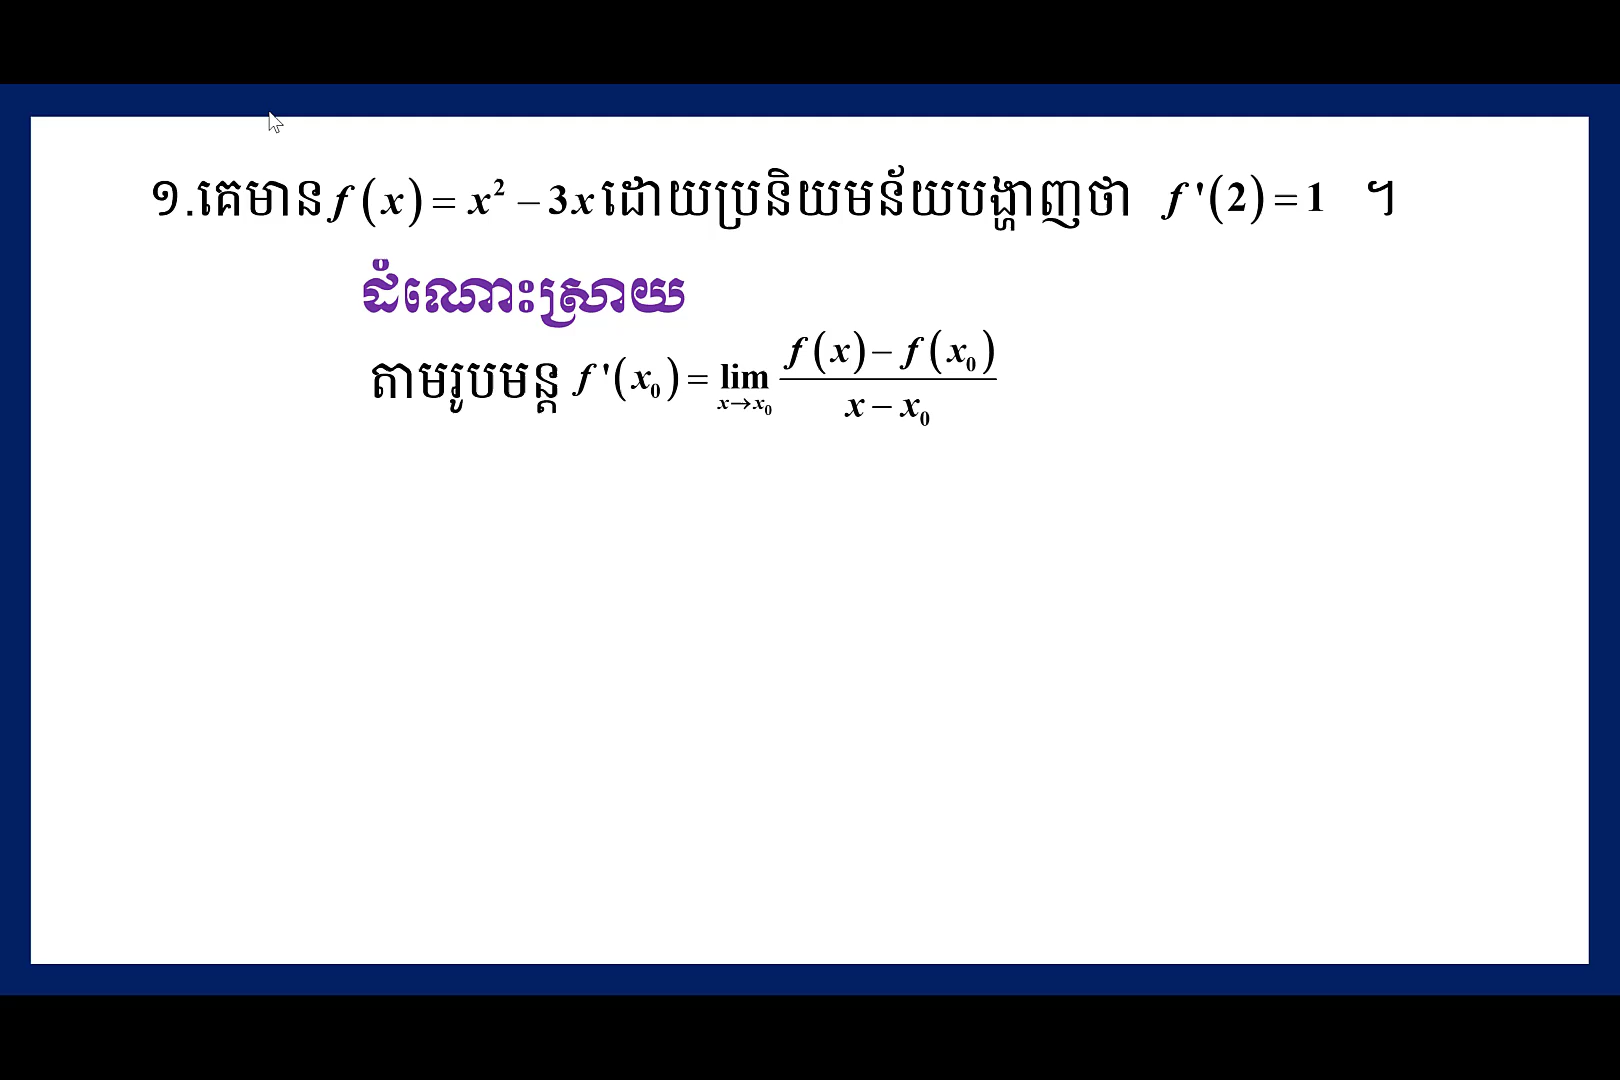 ១.គេមាន f(x) = x² − 3x ដោយប្រនិយមន័យបង្ហាញថា f '(2) = 1 ។
ដំណោះស្រាយ
តាមរូបមន្ត f '(x₀) = lim x→x₀ f(x) − f(x₀) / x − x₀